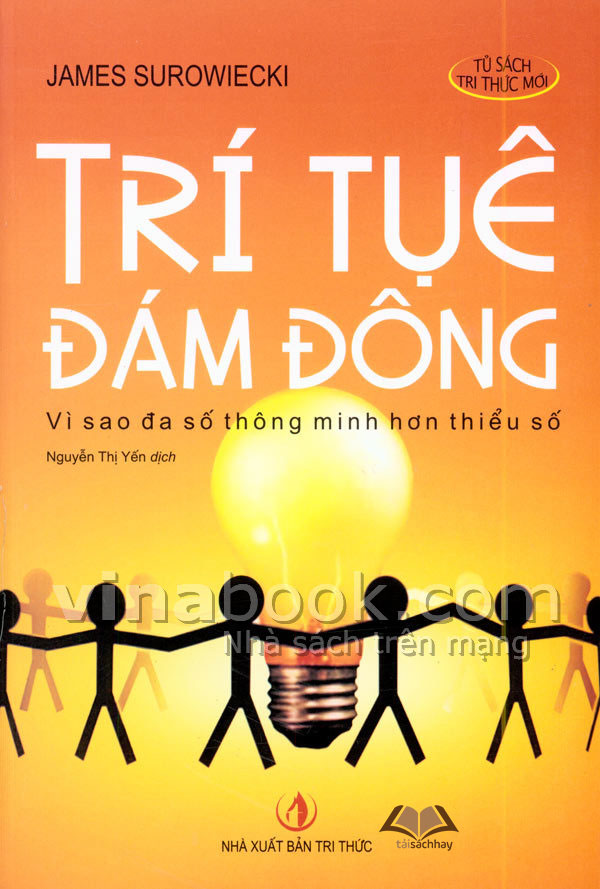 JAMES SUROWIECKI
TỦ SÁCH
TRI THỨC MỚI
TRÍ TUỆ
ĐÁM ĐÔNG
Vì sao đa số thông minh hơn thiểu số
Nguyễn Thị Yến dịch
vinabook.com
Nhà sách trên mạng
NHÀ XUẤT BẢN TRI THỨC
tảisáchhay